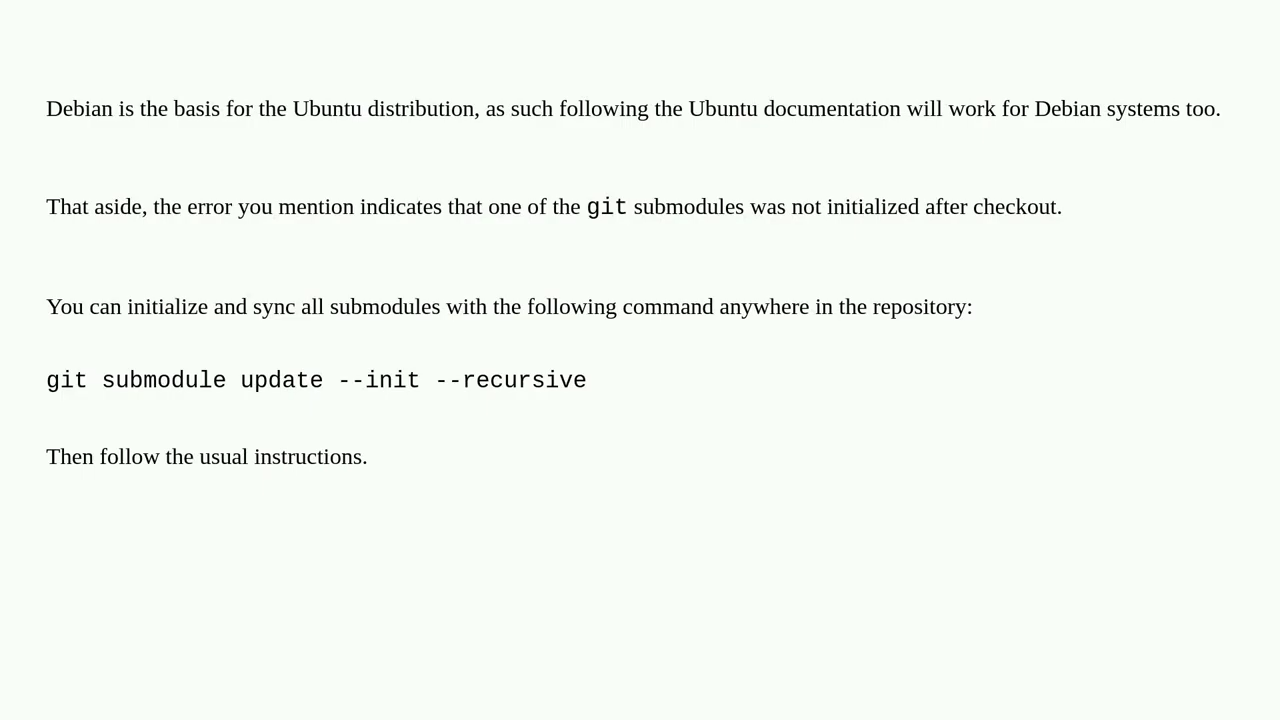 Debian is the basis for the Ubuntu distribution, as such following the Ubuntu documentation will work for Debian systems too.
That aside, the error you mention indicates that one of the git submodules was not initialized after checkout.
You can initialize and sync all submodules with the following command anywhere in the repository:
git submodule update --init --recursive
Then follow the usual instructions.